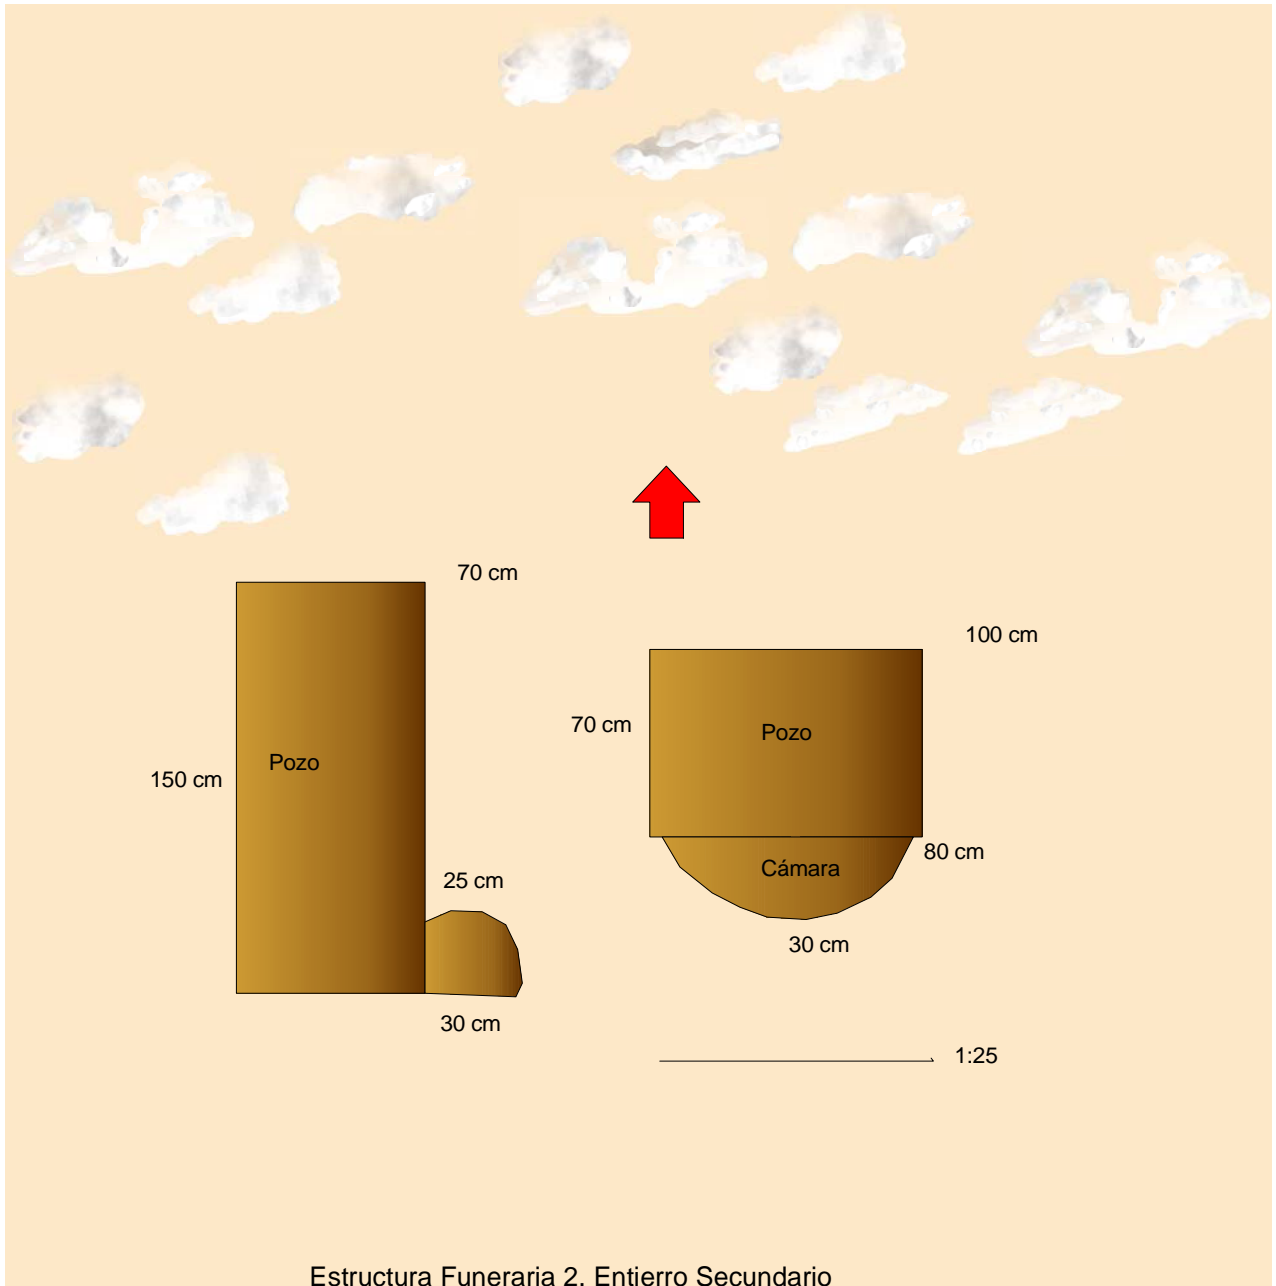 70 cm
100 cm
70 cm
Pozo
Pozo
150 cm
80 cm
Cámara
25 cm
30 cm
30 cm
1:25
Estructura Funeraria 2. Entierro Secundario